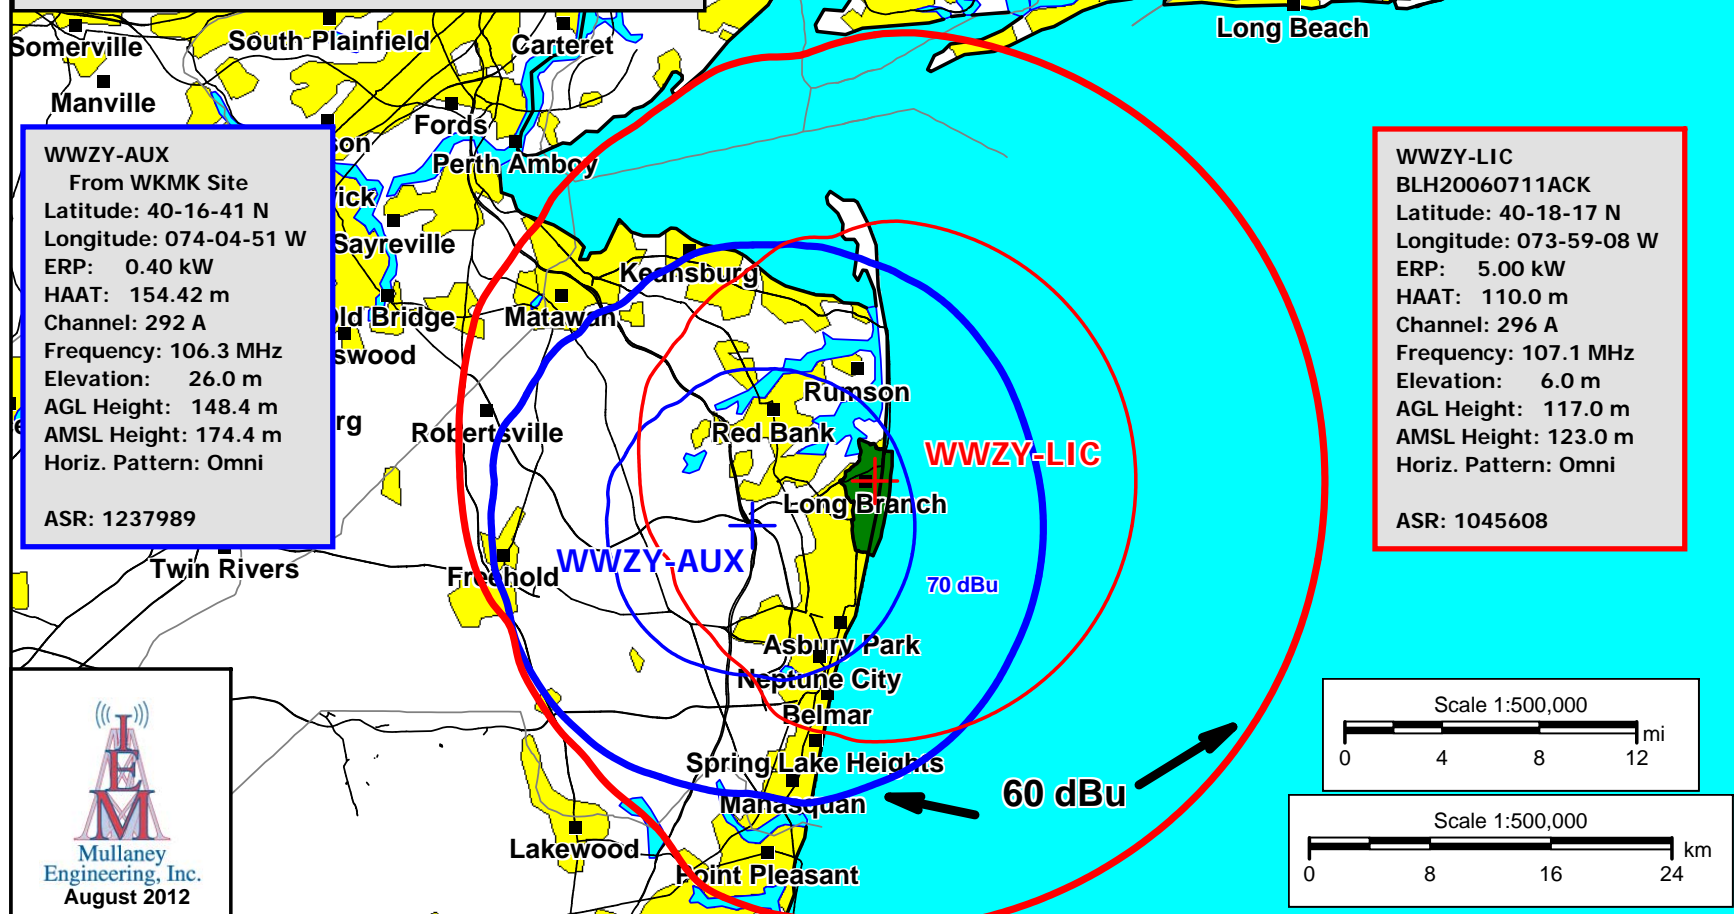 Long Beach
Somerville
South Plainfield
Carteret
Manville
Fords
Perth Amboy
son
ick
Sayreville
Keansburg
Old Bridge
Matawan
swood
Rumson
rg
Robertsville
Red Bank
Long Branch
Twin Rivers
Freehold
Asbury Park
Neptune City
Belmar
Spring Lake Heights
Manasquan
Lakewood
Point Pleasant
WWZY-AUX
From WKMK Site
Latitude: 40-16-41 N
Longitude: 074-04-51 W
ERP: 0.40 kW
HAAT: 154.42 m
Channel: 292 A
Frequency: 106.3 MHz
Elevation: 26.0 m
AGL Height: 148.4 m
AMSL Height: 174.4 m
Horiz. Pattern: Omni
ASR: 1237989
WWZY-LIC
BLH20060711ACK
Latitude: 40-18-17 N
Longitude: 073-59-08 W
ERP: 5.00 kW
HAAT: 110.0 m
Channel: 296 A
Frequency: 107.1 MHz
Elevation: 6.0 m
AGL Height: 117.0 m
AMSL Height: 123.0 m
Horiz. Pattern: Omni
ASR: 1045608
WWZY-LIC
WWZY-AUX
70 dBu
60 dBu
Scale 1:500,000
mi
0 4 8 12
Scale 1:500,000
km
0 8 16 24
I
E
M
Mullaney
Engineering, Inc.
August 2012